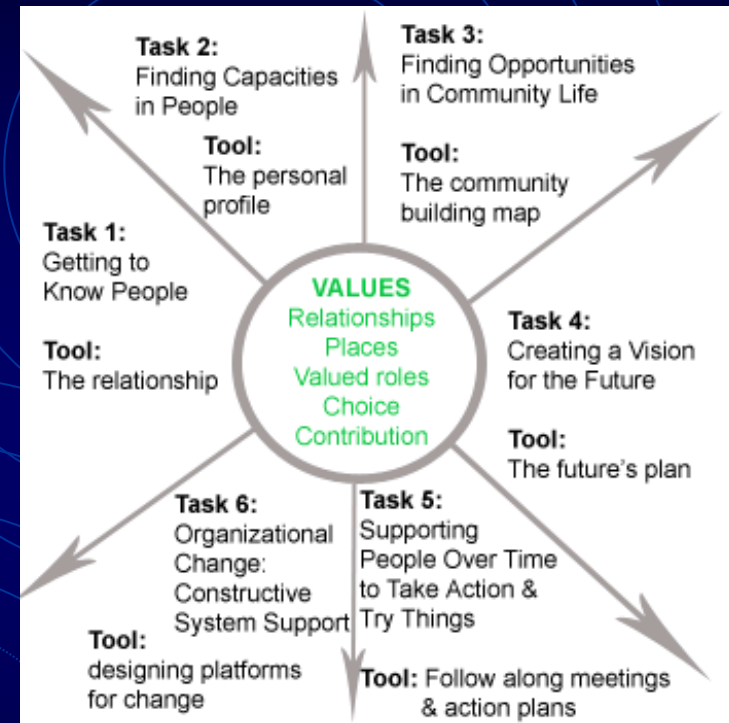 Task 1:
Getting to
Know People
Tool:
The relationship
Task 2:
Finding Capacities
in People
Tool:
The personal
profile
Task 3:
Finding Opportunities
in Community Life
Tool:
The community
building map
VALUES
Relationships
Places
Valued roles
Choice
Contribution
Task 4:
Creating a Vision
for the Future
Tool:
The future's plan
Task 5:
Supporting
People Over Time
to Take Action &
Try Things
Tool: Follow along meetings
& action plans
Task 6:
Organizational
Change:
Constructive
System Support
Tool:
designing platforms
for change